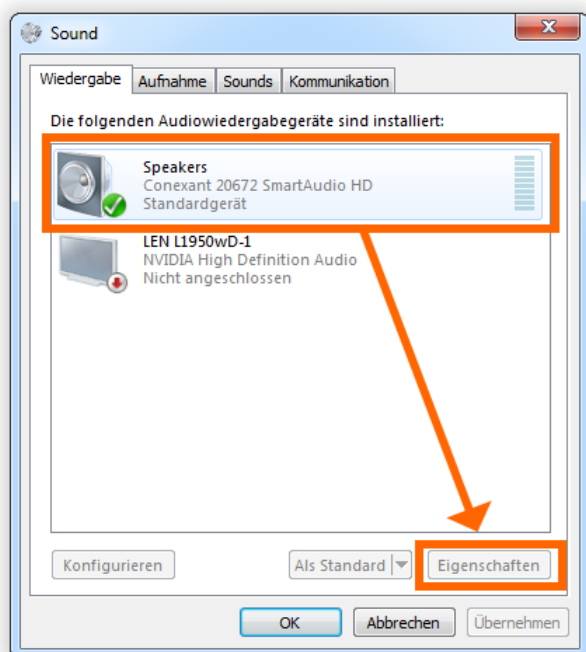 Sound
Wiedergabe Aufnahme Sounds Kommunikation
Die folgenden Audiowiedergabegeräte sind installiert:
Speakers
Conexant 20672 SmartAudio HD
Standardgerät
LEN L1950wD-1
NVIDIA High Definition Audio
Nicht angeschlossen
Konfigurieren Als Standard Eigenschaften
OK Abbrechen Übernehmen